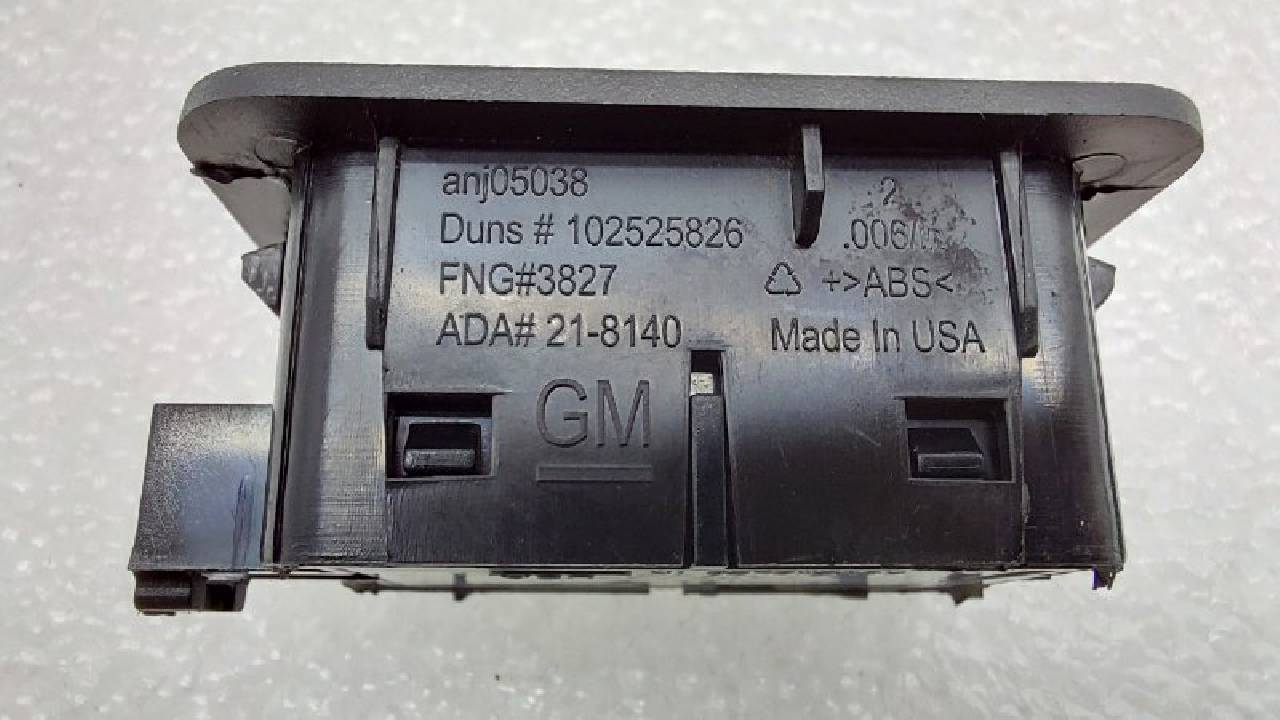 anj05038
Duns # 102525826
FNG#3827
ADA# 21-8140
GM
2
+>ABS<
Made In USA